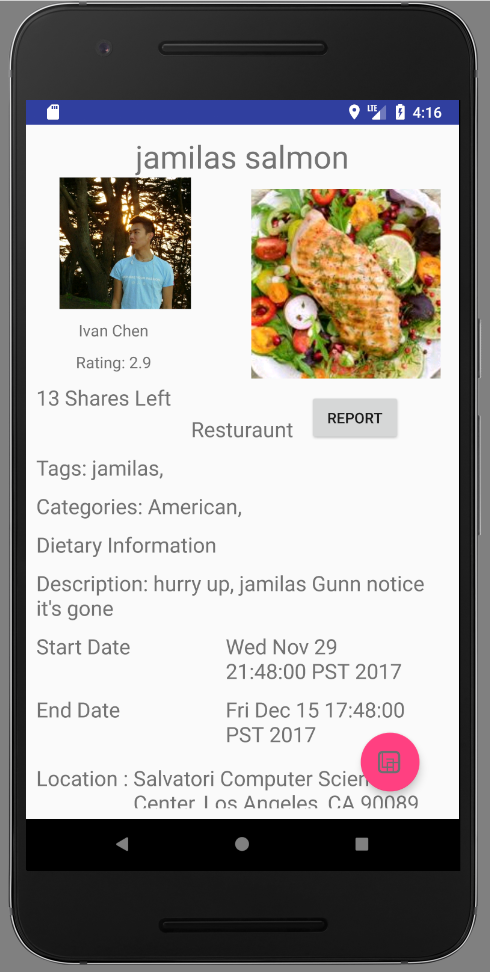 LTE 4:16
jamilas salmon
Ivan Chen
Rating: 2.9
13 Shares Left
Resturaunt
REPORT
Tags: jamilas,
Categories: American,
Dietary Information
Description: hurry up, jamilas Gunn notice
it's gone
Start Date
Wed Nov 29
21:48:00 PST 2017
End Date
Fri Dec 15 17:48:00
PST 2017
Location : Salvatori Computer Scien
Center, Los Angeles, CA 90089